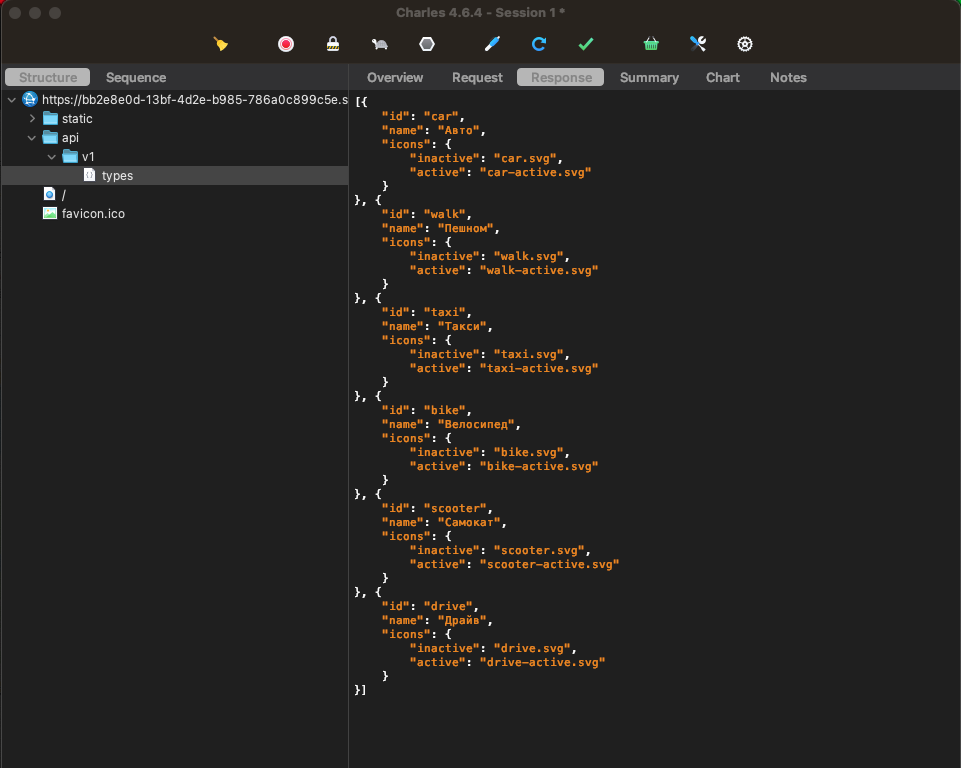 Charles 4.6.4 - Session 1 *
Structure Sequence
Overview Request Response Summary Chart Notes
https://bb2e8e0d-13bf-4d2e-b985-786a0c899c5e.s
static
api
v1
types
/
favicon.ico
[{
"id": "car",
"name": "Авто",
"icons": {
"inactive": "car.svg",
"active": "car-active.svg"
}
}, {
"id": "walk",
"name": "Пешном",
"icons": {
"inactive": "walk.svg",
"active": "walk-active.svg"
}
}, {
"id": "taxi",
"name": "Такси",
"icons": {
"inactive": "taxi.svg",
"active": "taxi-active.svg"
}
}, {
"id": "bike",
"name": "Велосипед",
"icons": {
"inactive": "bike.svg",
"active": "bike-active.svg"
}
}, {
"id": "scooter",
"name": "Самокат",
"icons": {
"inactive": "scooter.svg",
"active": "scooter-active.svg"
}
}, {
"id": "drive",
"name": "Драйв",
"icons": {
"inactive": "drive.svg",
"active": "drive-active.svg"
}
}]